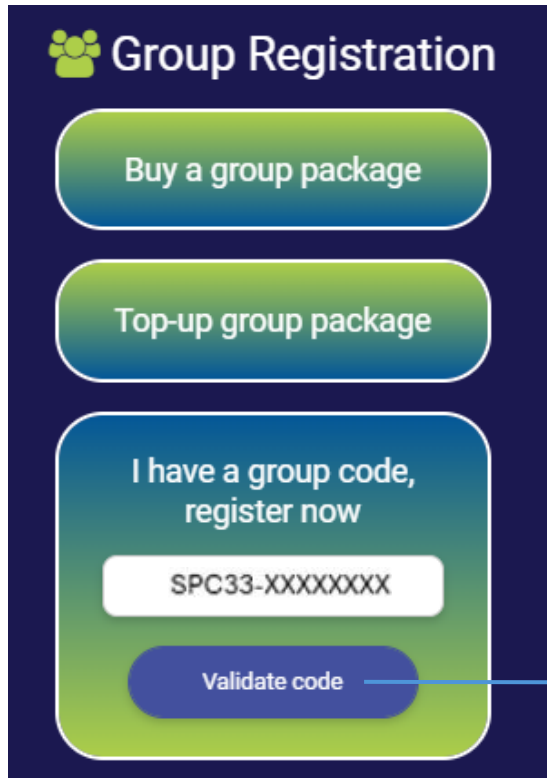 Group Registration
Buy a group package
Top-up group package
I have a group code,
register now
SPC33-XXXXXXXX
Validate code